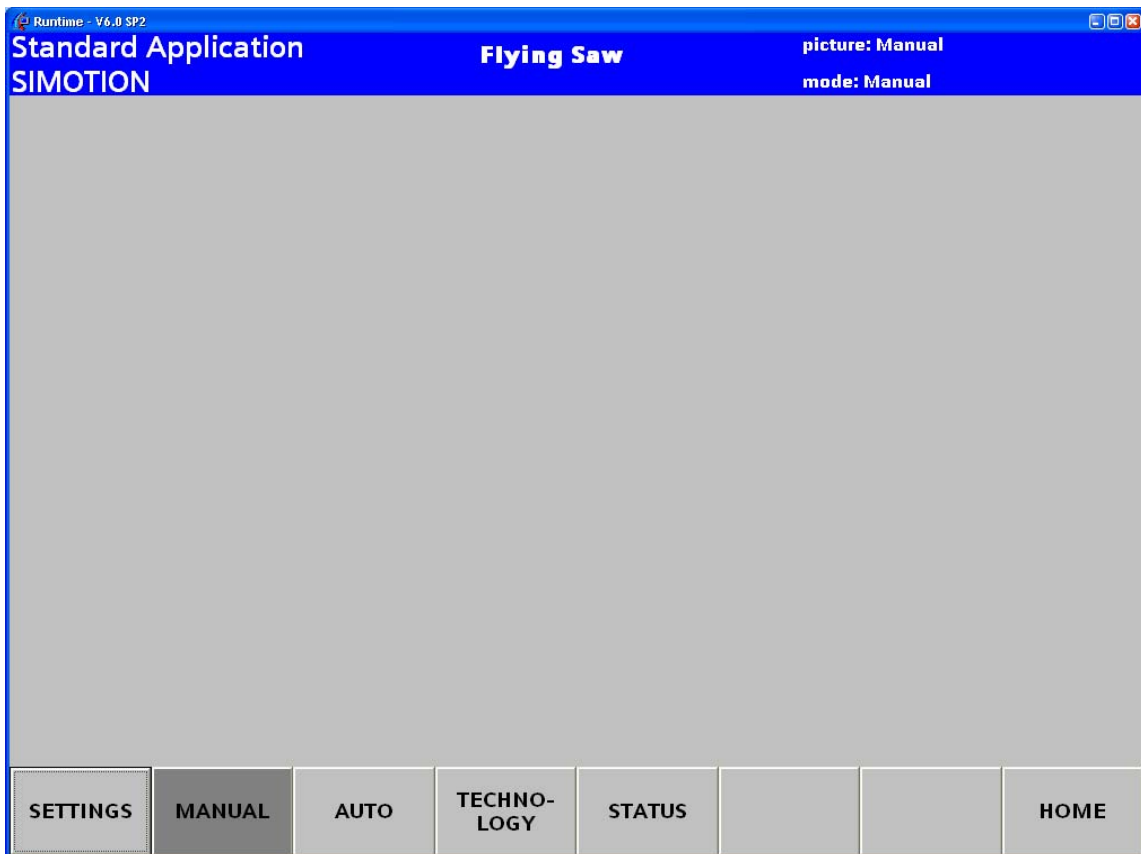 Runtime - V6.0 SP2
Standard Application
SIMOTION
Flying Saw
picture: Manual
mode: Manual
SETTINGS
MANUAL
AUTO
TECHNO-
LOGY
STATUS
HOME